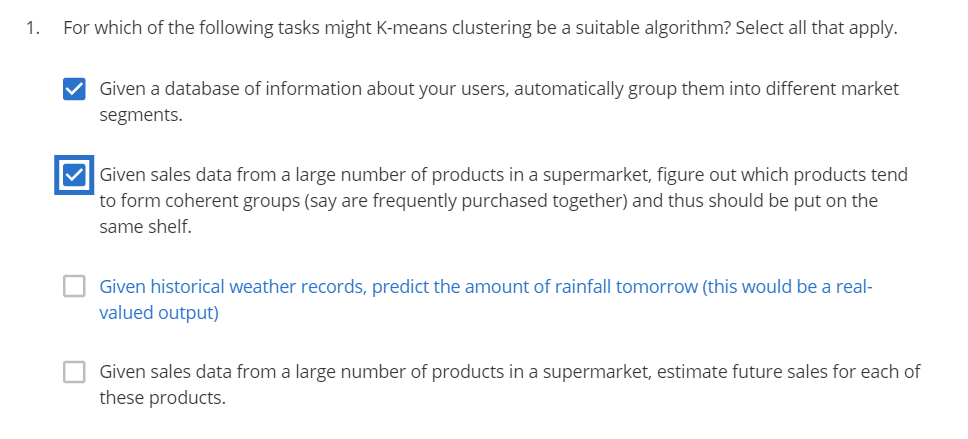 1. For which of the following tasks might K-means clustering be a suitable algorithm? Select all that apply.
Given a database of information about your users, automatically group them into different market
segments.
Given sales data from a large number of products in a supermarket, figure out which products tend
to form coherent groups (say are frequently purchased together) and thus should be put on the
same shelf.
Given historical weather records, predict the amount of rainfall tomorrow (this would be a real-
valued output)
Given sales data from a large number of products in a supermarket, estimate future sales for each of
these products.